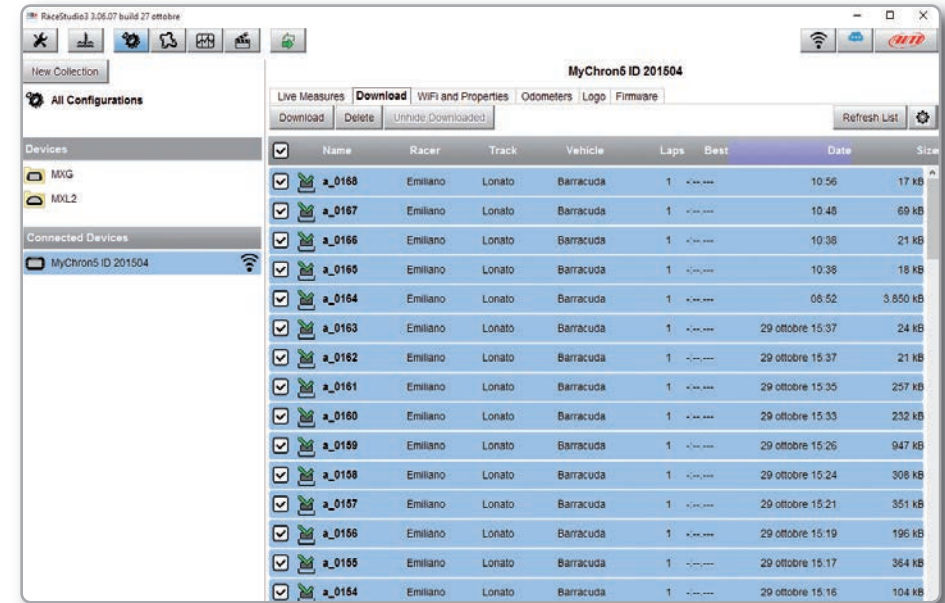 RaceStudio3 3.06.07 build 27 ottobre
AiM
New Collection
All Configurations
Devices
MXG
MXL2
Connected Devices
MyChron5 ID 201504
MyChron5 ID 201504
Live Measures Download WiFi and Properties Odometers Logo Firmware
Download Delete Unhide Downloaded Refresh List
Name Racer Track Vehicle Laps Best Date Size
a_0168 Emiliano Lonato Barracuda 1 -:--.--- 10:56 17 kB
a_0167 Emiliano Lonato Barracuda 1 -:--.--- 10:48 69 kB
a_0166 Emiliano Lonato Barracuda 1 -:--.--- 10:38 21 kB
a_0165 Emiliano Lonato Barracuda 1 -:--.--- 10:38 18 kB
a_0164 Emiliano Lonato Barracuda 1 -:--.--- 08:52 3.850 kB
a_0163 Emiliano Lonato Barracuda 1 -:--.--- 29 ottobre 15:37 24 kB
a_0162 Emiliano Lonato Barracuda 1 -:--.--- 29 ottobre 15:37 21 kB
a_0161 Emiliano Lonato Barracuda 1 -:--.--- 29 ottobre 15:35 257 kB
a_0160 Emiliano Lonato Barracuda 1 -:--.--- 29 ottobre 15:33 232 kB
a_0159 Emiliano Lonato Barracuda 1 -:--.--- 29 ottobre 15:26 947 kB
a_0158 Emiliano Lonato Barracuda 1 -:--.--- 29 ottobre 15:24 308 kB
a_0157 Emiliano Lonato Barracuda 1 -:--.--- 29 ottobre 15:21 351 kB
a_0156 Emiliano Lonato Barracuda 1 -:--.--- 29 ottobre 15:19 196 kB
a_0155 Emiliano Lonato Barracuda 1 -:--.--- 29 ottobre 15:17 364 kB
a_0154 Emiliano Lonato Barracuda 1 -:--.--- 29 ottobre 15:16 104 kB